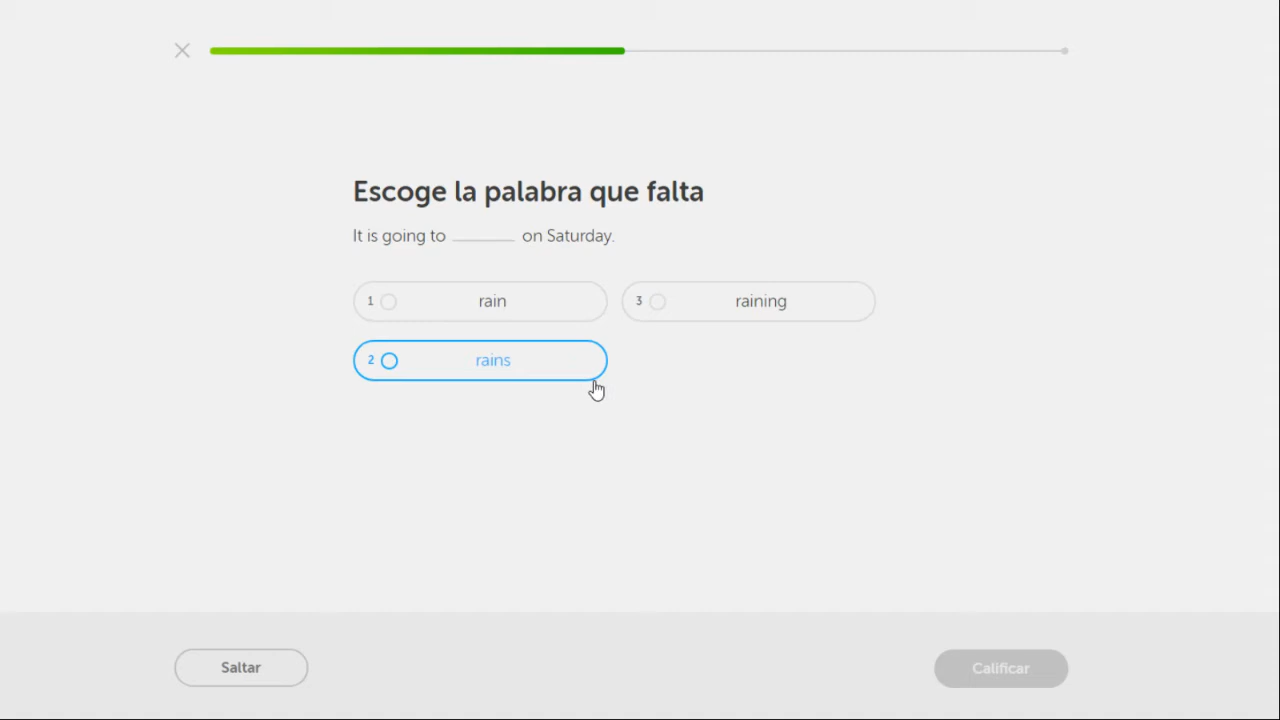 Escoge la palabra que falta
It is going to ______ on Saturday.
1 rain
3 raining
2 rains
Saltar
Calificar